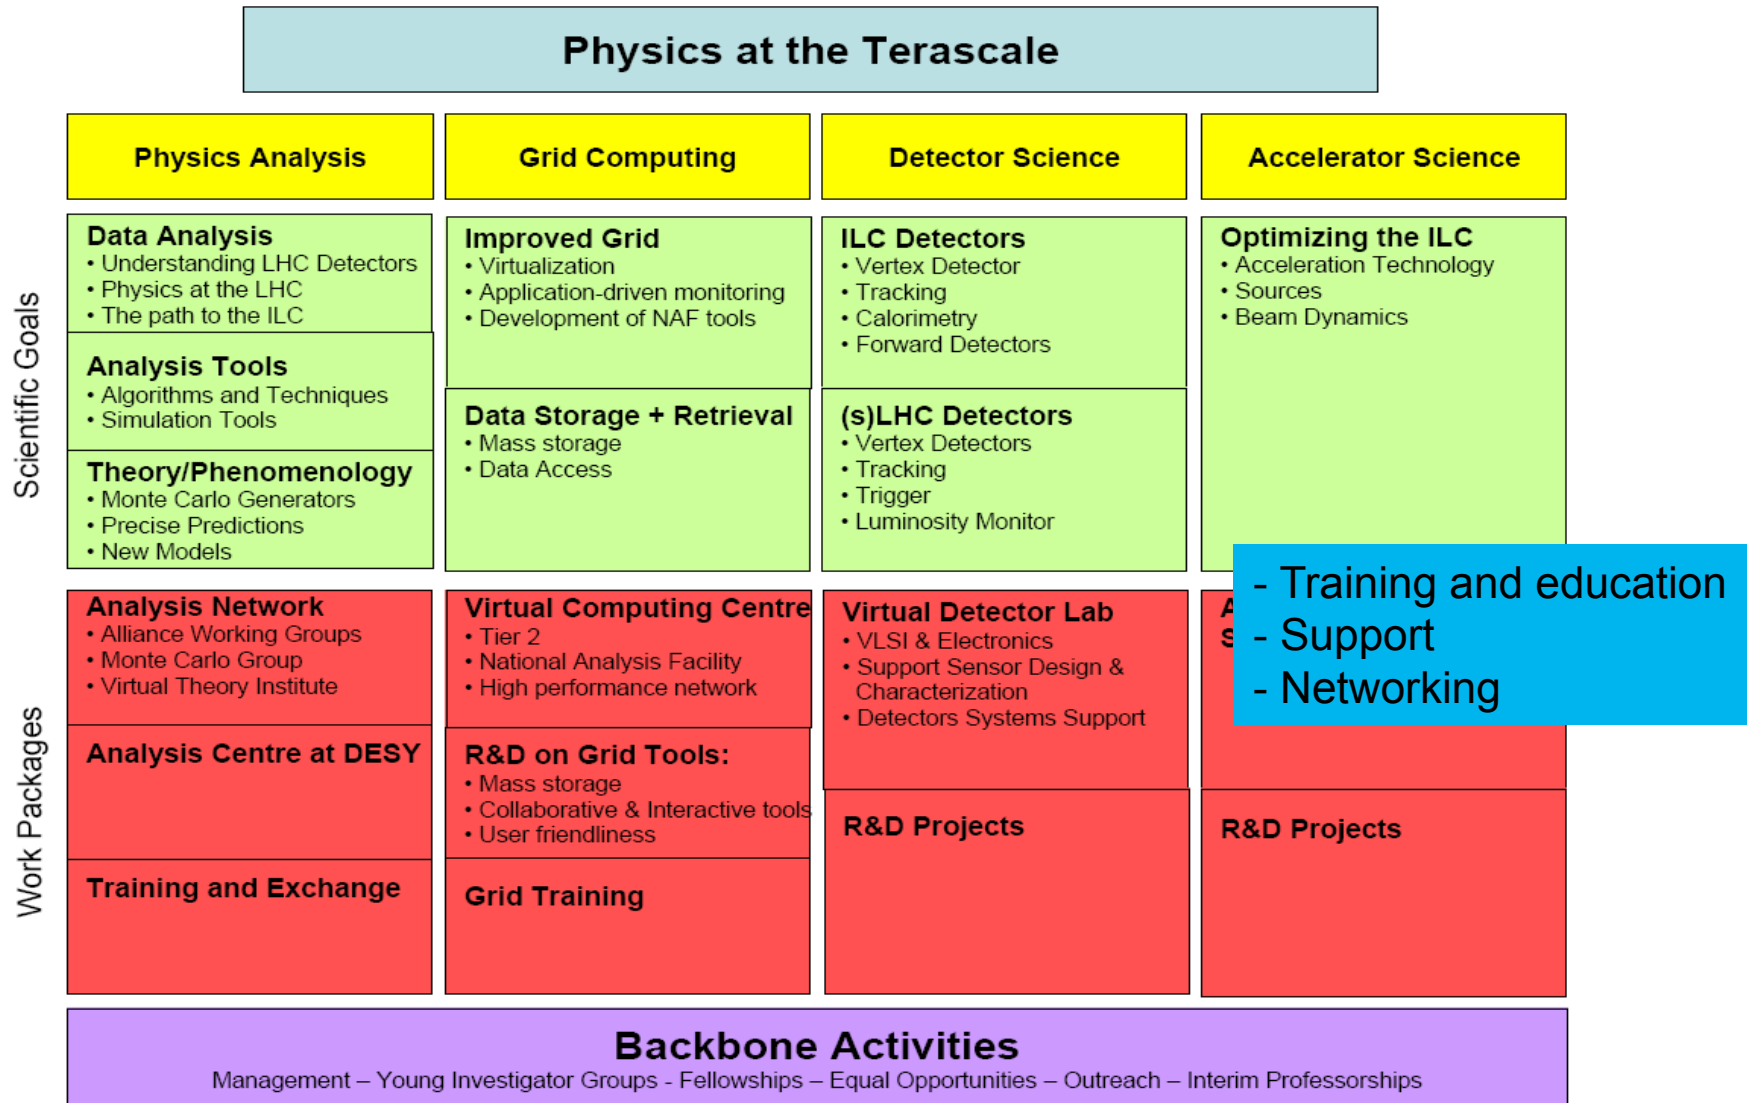 Physics at the Terascale
Physics Analysis
Grid Computing
Detector Science
Accelerator Science
Scientific Goals
Data Analysis
• Understanding LHC Detectors
• Physics at the LHC
• The path to the ILC
Analysis Tools
• Algorithms and Techniques
• Simulation Tools
Theory/Phenomenology
• Monte Carlo Generators
• Precise Predictions
• New Models
Improved Grid
• Virtualization
• Application-driven monitoring
• Development of NAF tools
Data Storage + Retrieval
• Mass storage
• Data Access
ILC Detectors
• Vertex Detector
• Tracking
• Calorimetry
• Forward Detectors
(s)LHC Detectors
• Vertex Detectors
• Tracking
• Trigger
• Luminosity Monitor
Optimizing the ILC
• Acceleration Technology
• Sources
• Beam Dynamics
Work Packages
Analysis Network
• Alliance Working Groups
• Monte Carlo Group
• Virtual Theory Institute
Analysis Centre at DESY
Training and Exchange
Virtual Computing Centre
• Tier 2
• National Analysis Facility
• High performance network
R&D on Grid Tools:
• Mass storage
• Collaborative & Interactive tools
• User friendliness
Grid Training
Virtual Detector Lab
• VLSI & Electronics
• Support Sensor Design &
Characterization
• Detectors Systems Support
R&D Projects
- Training and education
- Support
- Networking
R&D Projects
Backbone Activities
Management – Young Investigator Groups - Fellowships – Equal Opportunities – Outreach – Interim Professorships